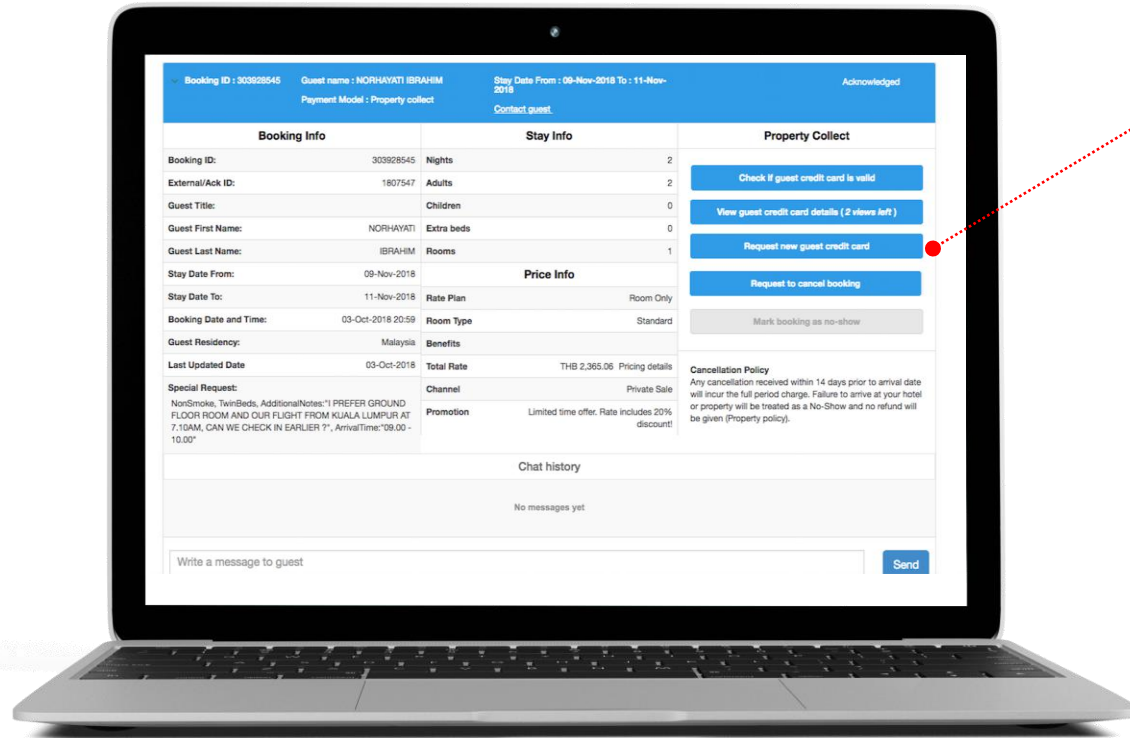 Booking ID : 303928545
Guest name : NORHAYATI IBRAHIM
Payment Model : Property collect
Stay Date From : 09-Nov-2018 To : 11-Nov-
2018
Contact guest
Acknowledged
Booking Info
Booking ID: 303928545
External/Ack ID: 1807547
Guest Title:
Guest First Name: NORHAYATI
Guest Last Name: IBRAHIM
Stay Date From: 09-Nov-2018
Stay Date To: 11-Nov-2018
Booking Date and Time: 03-Oct-2018 20:59
Guest Residency: Malaysia
Last Updated Date 03-Oct-2018
Special Request:
NonSmoke, TwinBeds, AdditionalNotes:"I PREFER GROUND
FLOOR ROOM AND OUR FLIGHT FROM KUALA LUMPUR AT
7.10AM, CAN WE CHECK IN EARLIER ?", ArrivalTime:"09.00 -
10.00"
Stay Info
Nights 2
Adults 2
Children 0
Extra beds 0
Rooms 1
Price Info
Rate Plan Room Only
Room Type Standard
Benefits
Total Rate THB 2,365.06 Pricing details
Channel Private Sale
Promotion Limited time offer. Rate includes 20%
discount!
Property Collect
Check if guest credit card is valid
View guest credit card details ( 2 views left )
Request new guest credit card
Request to cancel booking
Mark booking as no-show
Cancellation Policy
Any cancellation received within 14 days prior to arrival date
will incur the full period charge. Failure to arrive at your hotel
or property will be treated as a No-Show and no refund will
be given (Property policy).
Chat history
No messages yet
Write a message to guest
Send